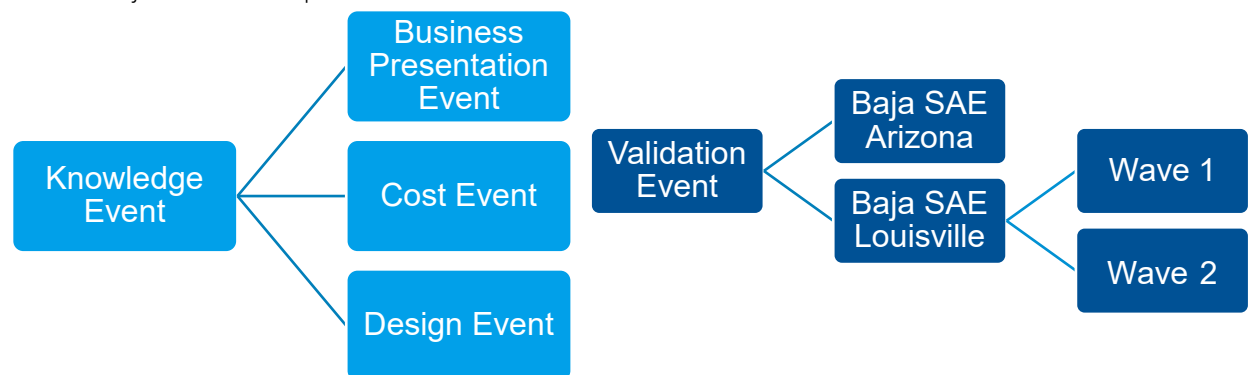 Knowledge
Event
Business
Presentation
Event
Cost Event
Design Event
Validation
Event
Baja SAE
Arizona
Baja SAE
Louisville
Wave 1
Wave 2